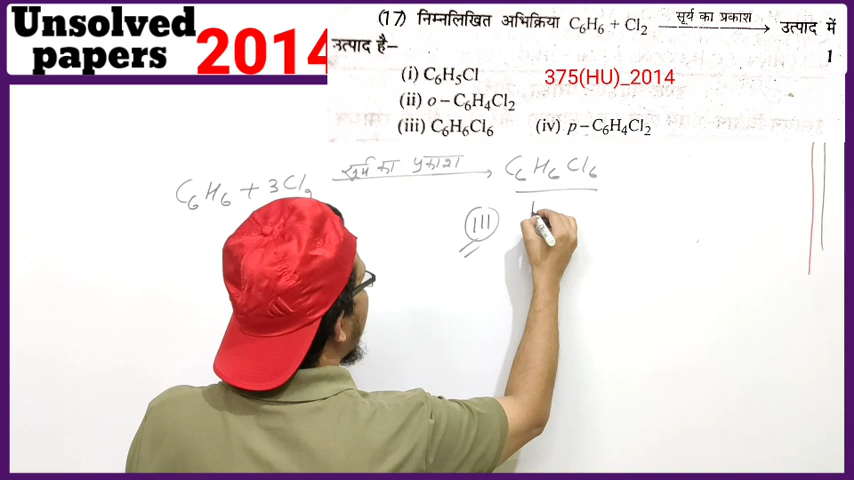 Unsolved
papers 2014
(17) निम्नलिखित अभिक्रिया C₆H₆ + Cl₂ सूर्य का प्रकाश ⟶ उत्पाद में
उत्पाद है– 1
(i) C₆H₅Cl 375(HU)_2014
(ii) o – C₆H₄Cl₂
(iii) C₆H₆Cl₆ (iv) p – C₆H₄Cl₂
C₆H₆ + 3Cl₂ सूर्य का प्रकाश ⟶ C₆H₆Cl₆
(iii)